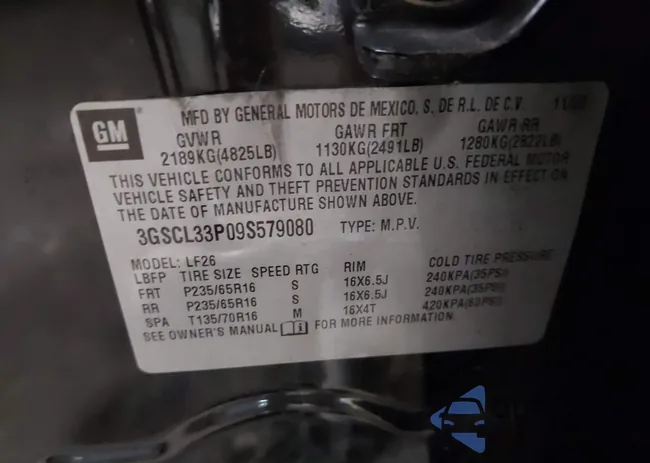 GM
MFD BY GENERAL MOTORS DE MEXICO, S. DE R.L. DE C.V.
GVWR GAWR FRT GAWR RR
2189KG(4825LB) 1130KG(2491LB) 1280KG(2822LB)
THIS VEHICLE CONFORMS TO ALL APPLICABLE U.S. FEDERAL MOTOR
VEHICLE SAFETY AND THEFT PREVENTION STANDARDS IN EFFECT ON
THE DATE OF MANUFACTURE SHOWN ABOVE.
3GSCL33P09S579080 TYPE: M.P.V.
MODEL: LF26
LBFP TIRE SIZE SPEED RTG RIM COLD TIRE PRESSURE
FRT P235/65R16 S 16X6.5J 240KPA(35PSI)
RR P235/65R16 S 16X6.5J 240KPA(35PSI)
SPA T135/70R16 M 16X4T 420KPA(60PSI)
SEE OWNER'S MANUAL FOR MORE INFORMATION.